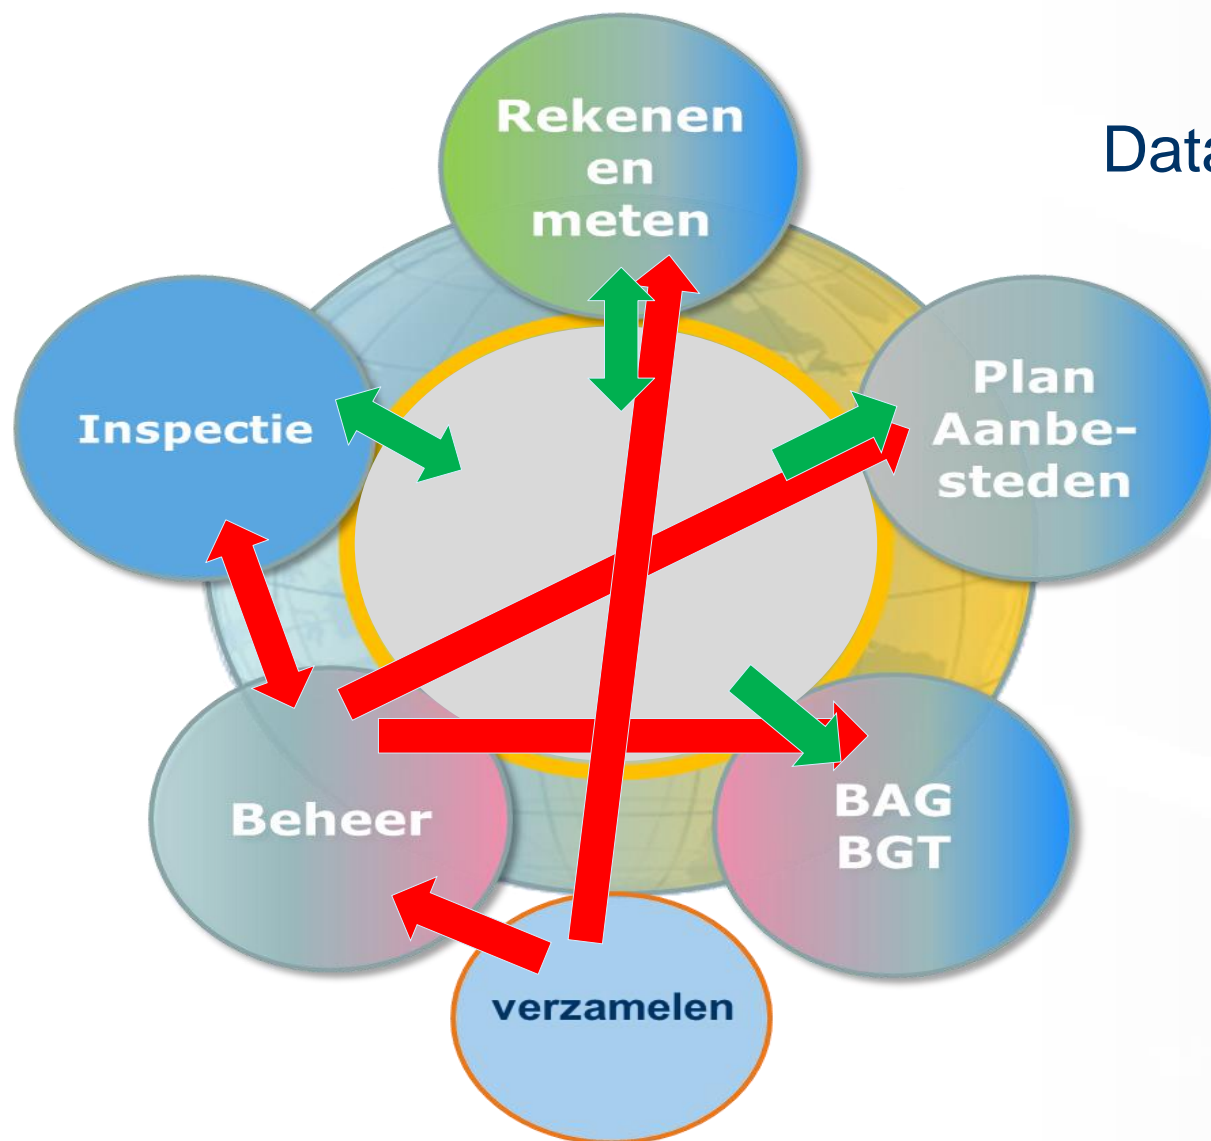 Rekenen
en
meten
Data
Inspectie
Plan
Aanbe-
steden
Beheer
BAG
BGT
verzamelen